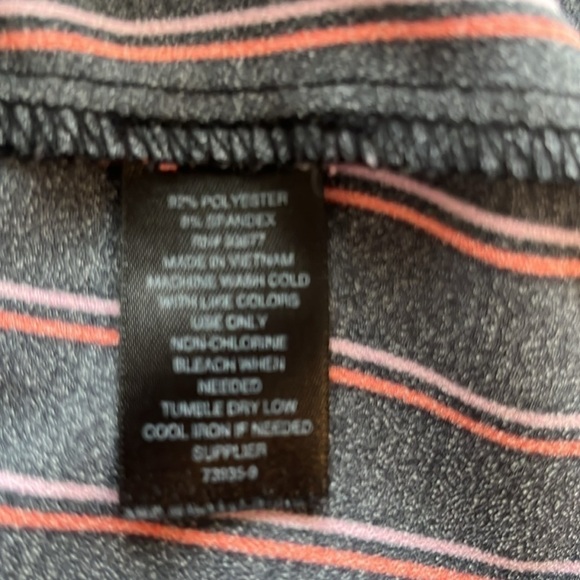 92% POLYESTER
8% SPANDEX
RN# 33677
MADE IN VIETNAM
MACHINE WASH COLD
WITH LIKE COLORS
USE ONLY
NON-CHLORINE
BLEACH WHEN
NEEDED
TUMBLE DRY LOW
COOL IRON IF NEEDED
SUPPLIER
73935-9